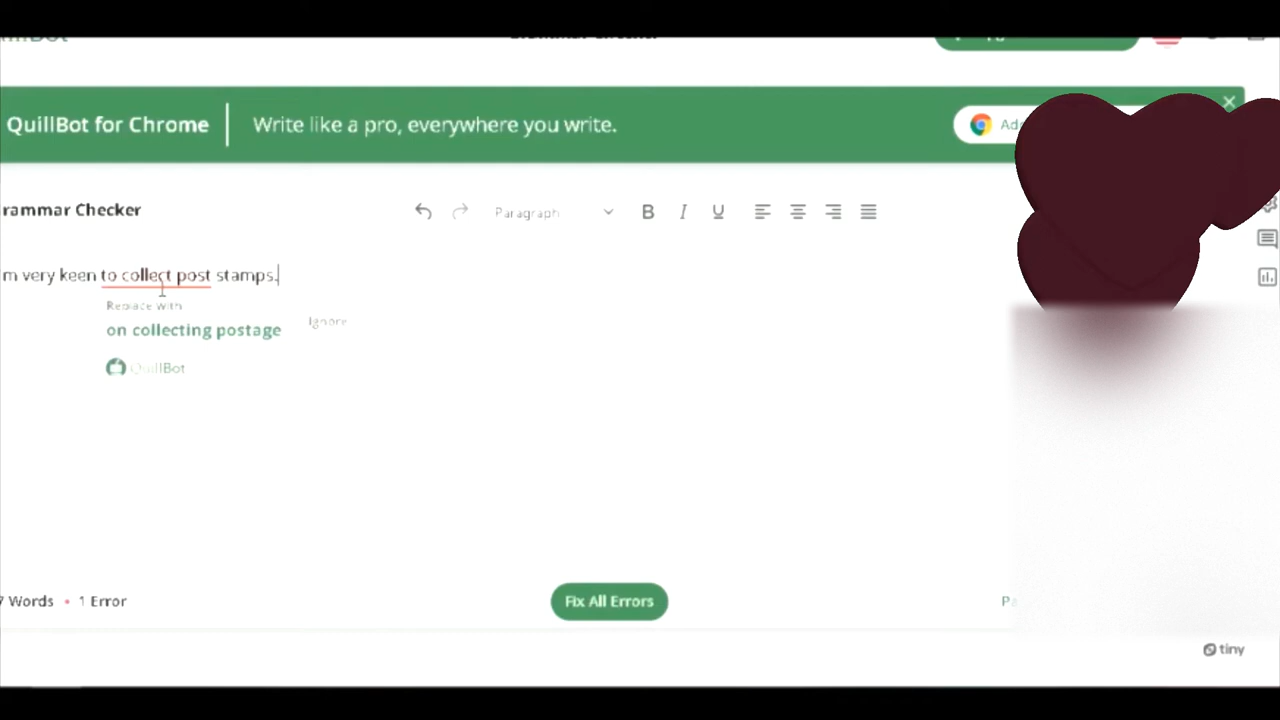 QuillBot for Chrome
Write like a pro, everywhere you write.
rammar Checker
Paragraph
B I U
m very keen to collect post stamps.
Replace with
on collecting postage
Ignore
QuillBot
7 Words • 1 Error
Fix All Errors
tiny